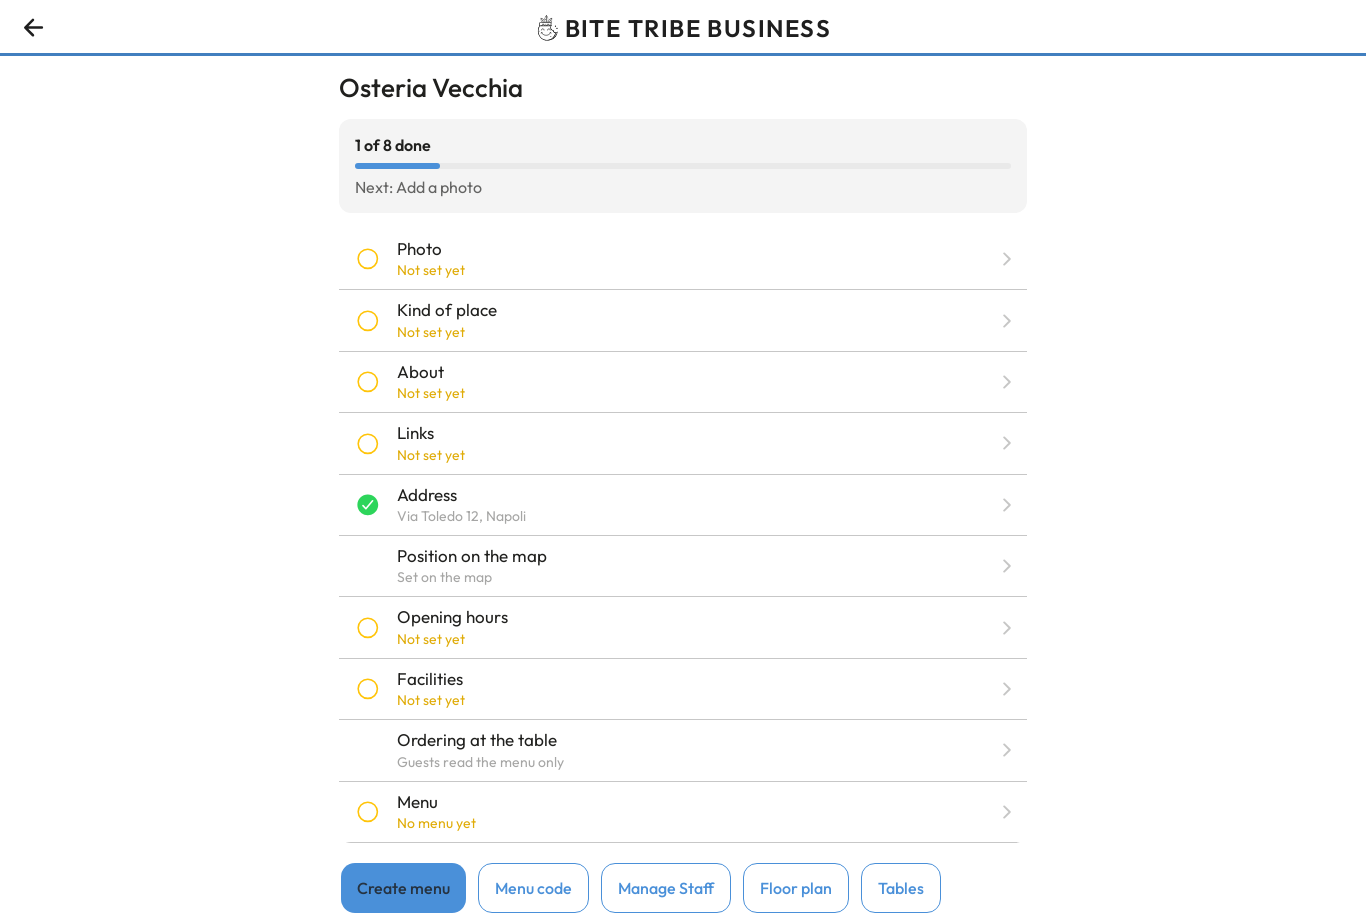 BITE TRIBE BUSINESS
Osteria Vecchia
1 of 8 done
Next: Add a photo
Photo
Not set yet
Kind of place
Not set yet
About
Not set yet
Links
Not set yet
Address
Via Toledo 12, Napoli
Position on the map
Set on the map
Opening hours
Not set yet
Facilities
Not set yet
Ordering at the table
Guests read the menu only
Menu
No menu yet
Create menu Menu code Manage Staff Floor plan Tables